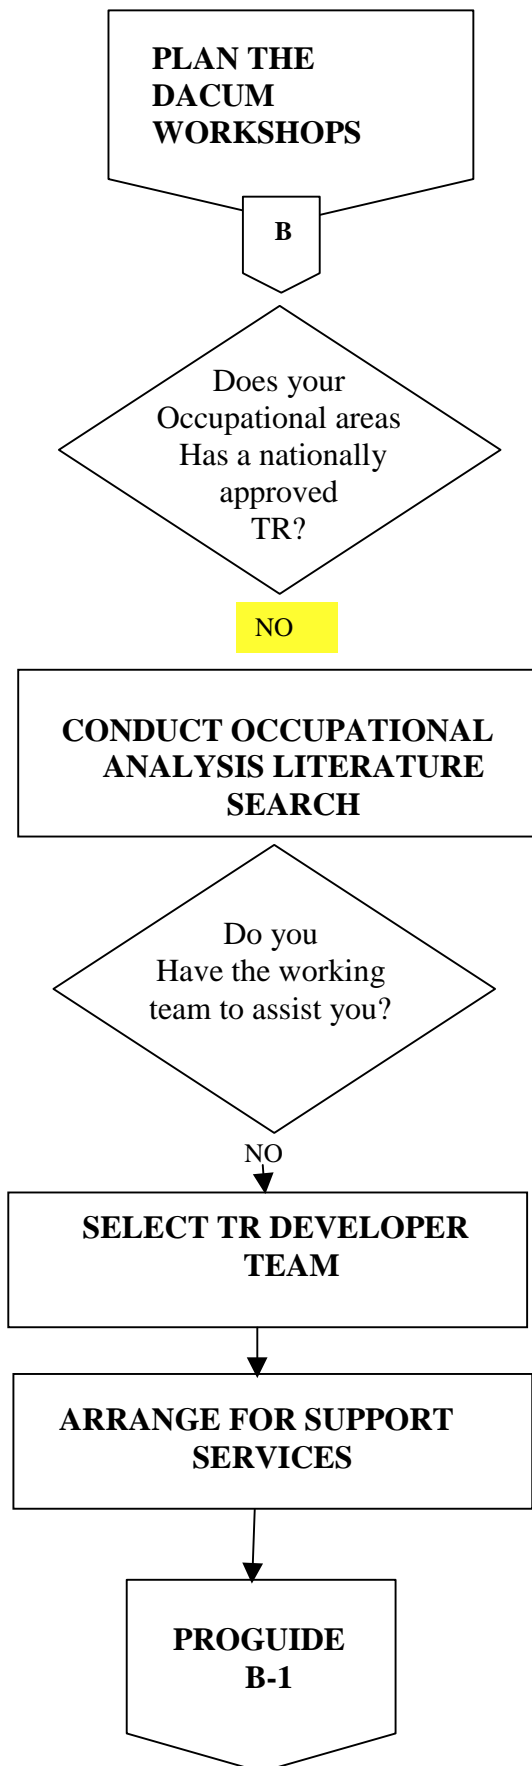 PLAN THE
DACUM
WORKSHOPS
B
Does your
Occupational areas
Has a nationally
approved
TR?
NO
CONDUCT OCCUPATIONAL
ANALYSIS LITERATURE
SEARCH
Do you
Have the working
team to assist you?
NO
SELECT TR DEVELOPER
TEAM
ARRANGE FOR SUPPORT
SERVICES
PROGUIDE
B-1